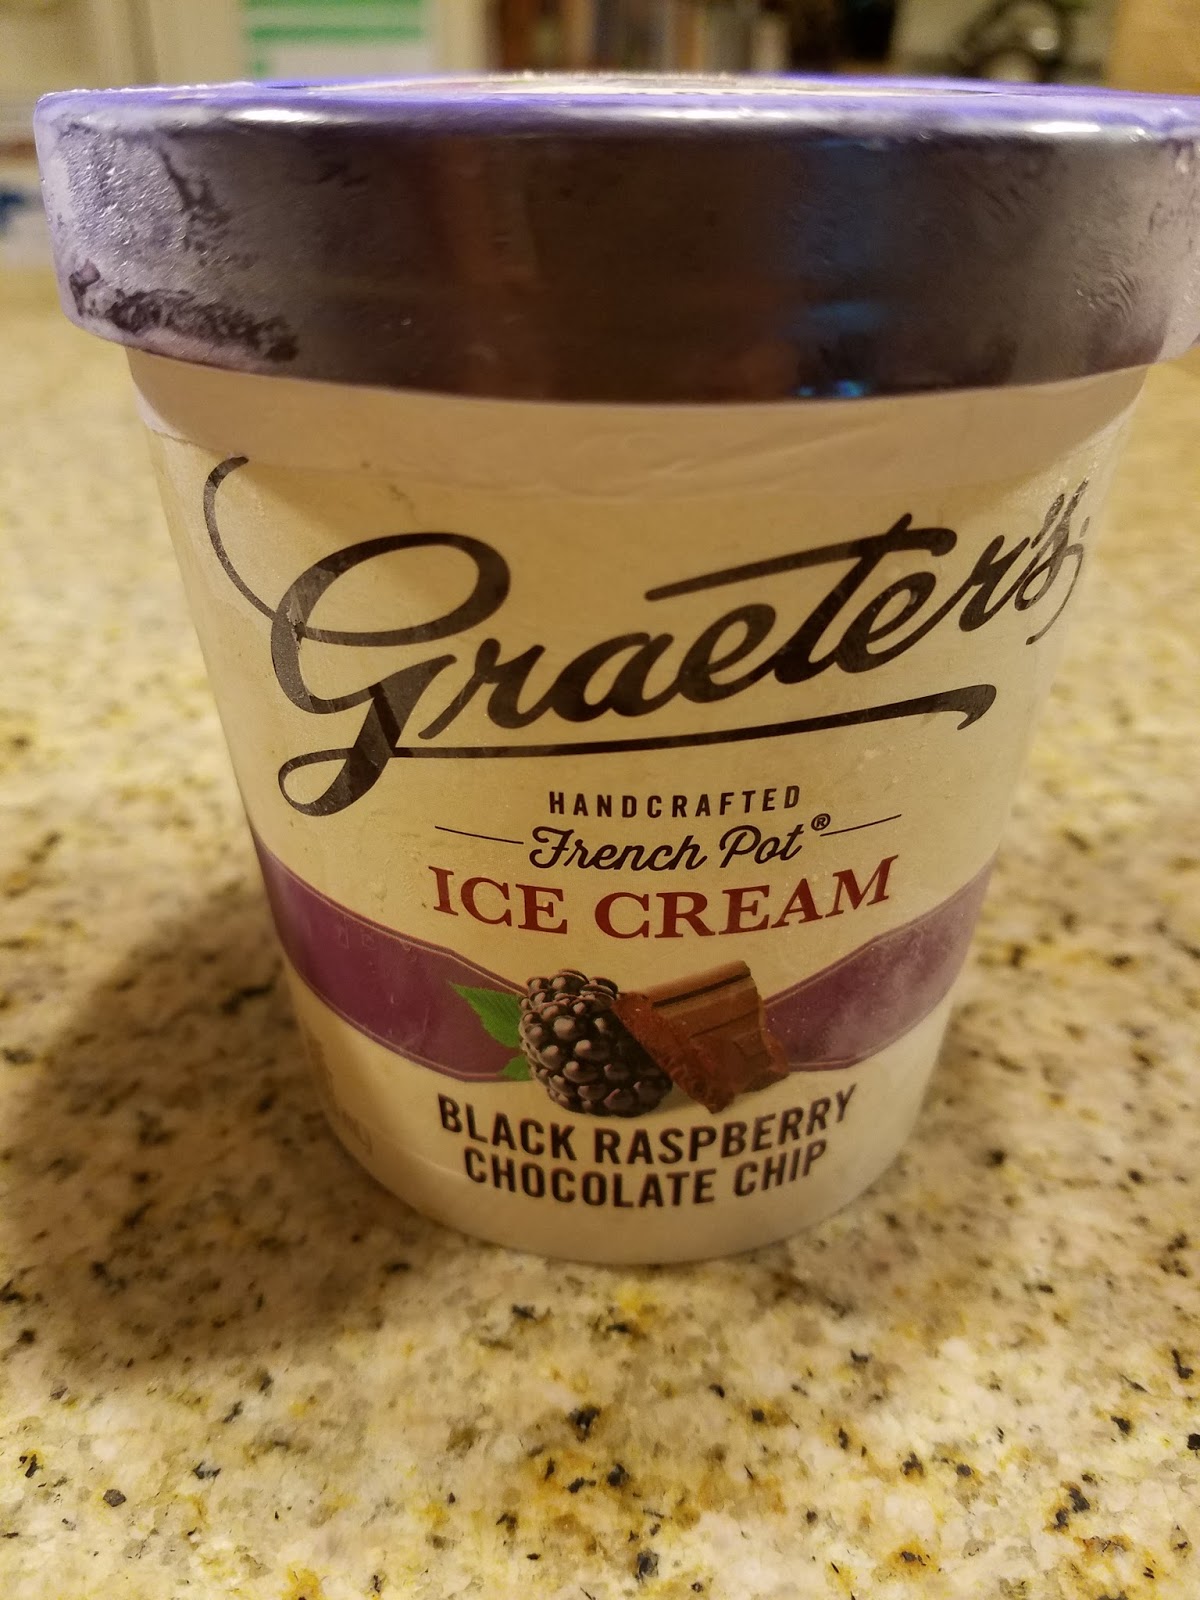 Graeter's
HANDCRAFTED
French Pot®
ICE CREAM
BLACK RASPBERRY
CHOCOLATE CHIP